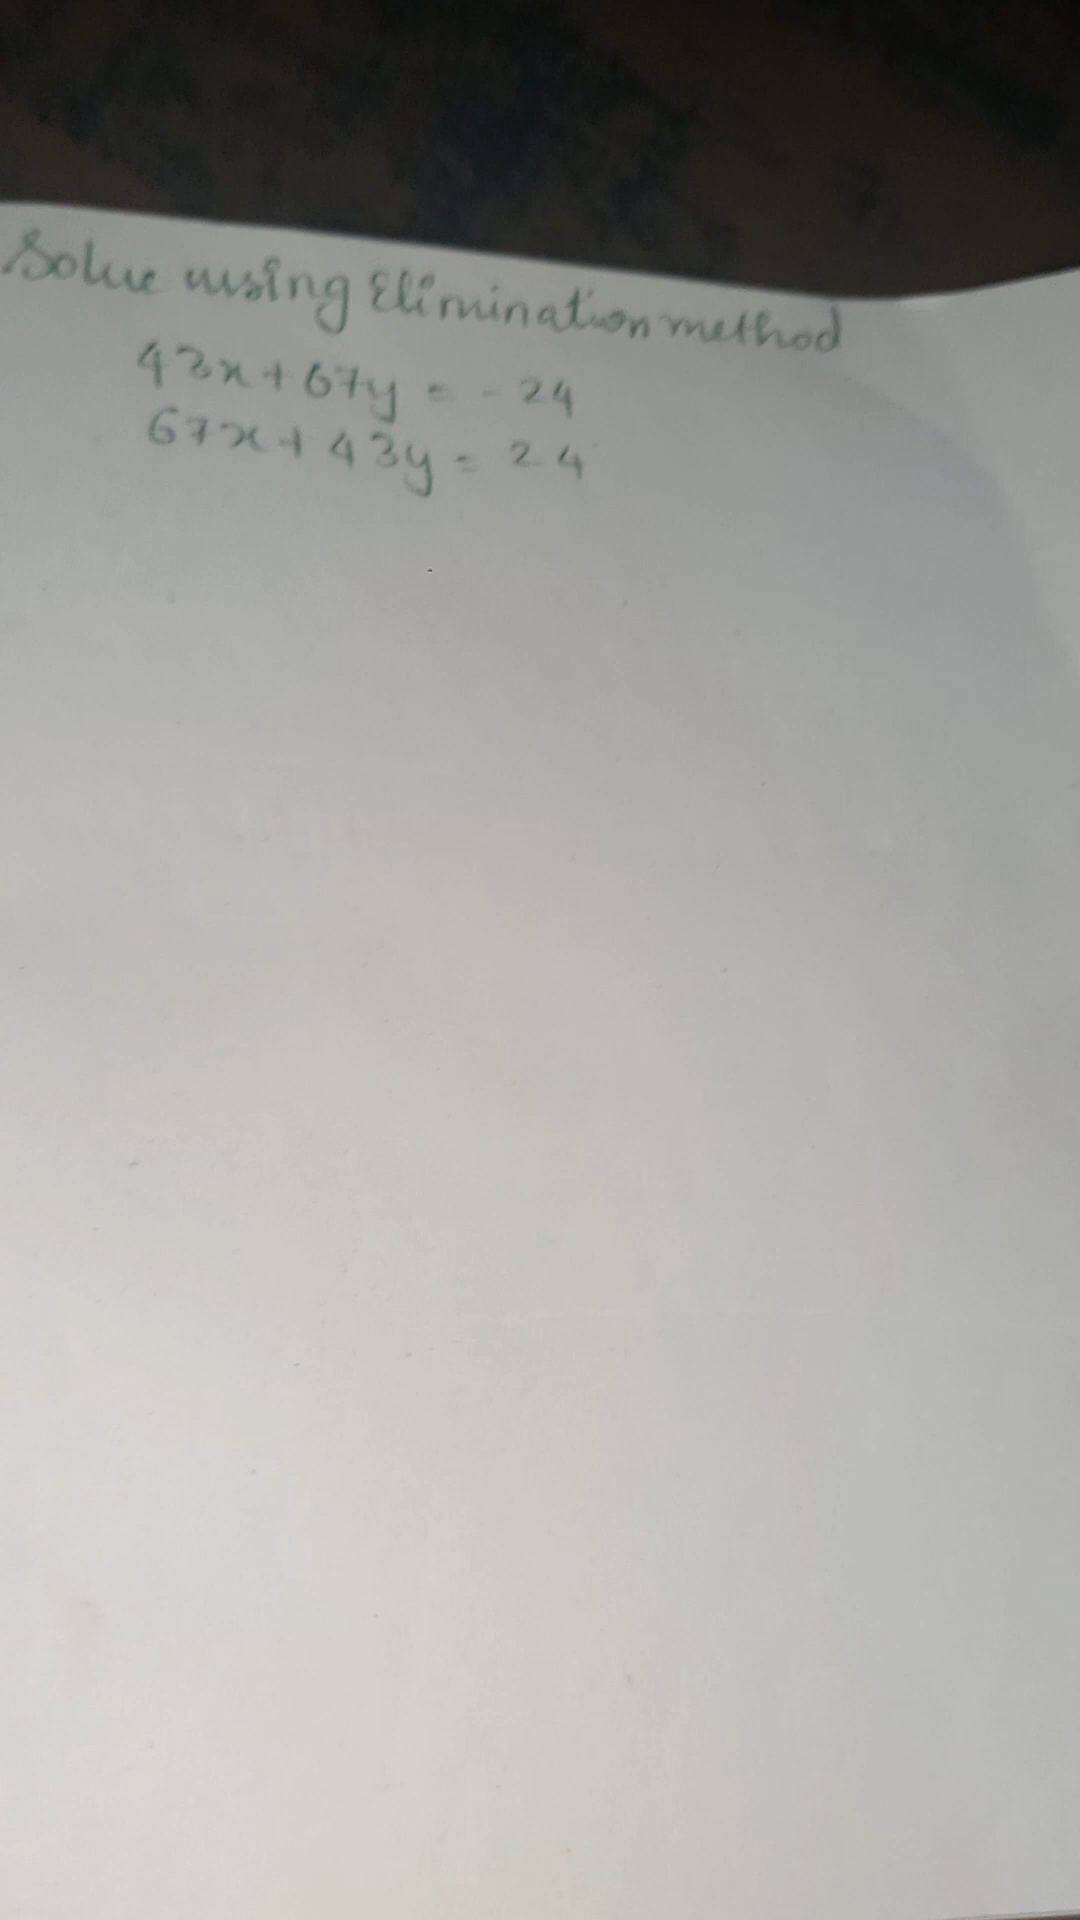 Solve using Elimination method
43x + 67y = - 24
67x + 43y = 24